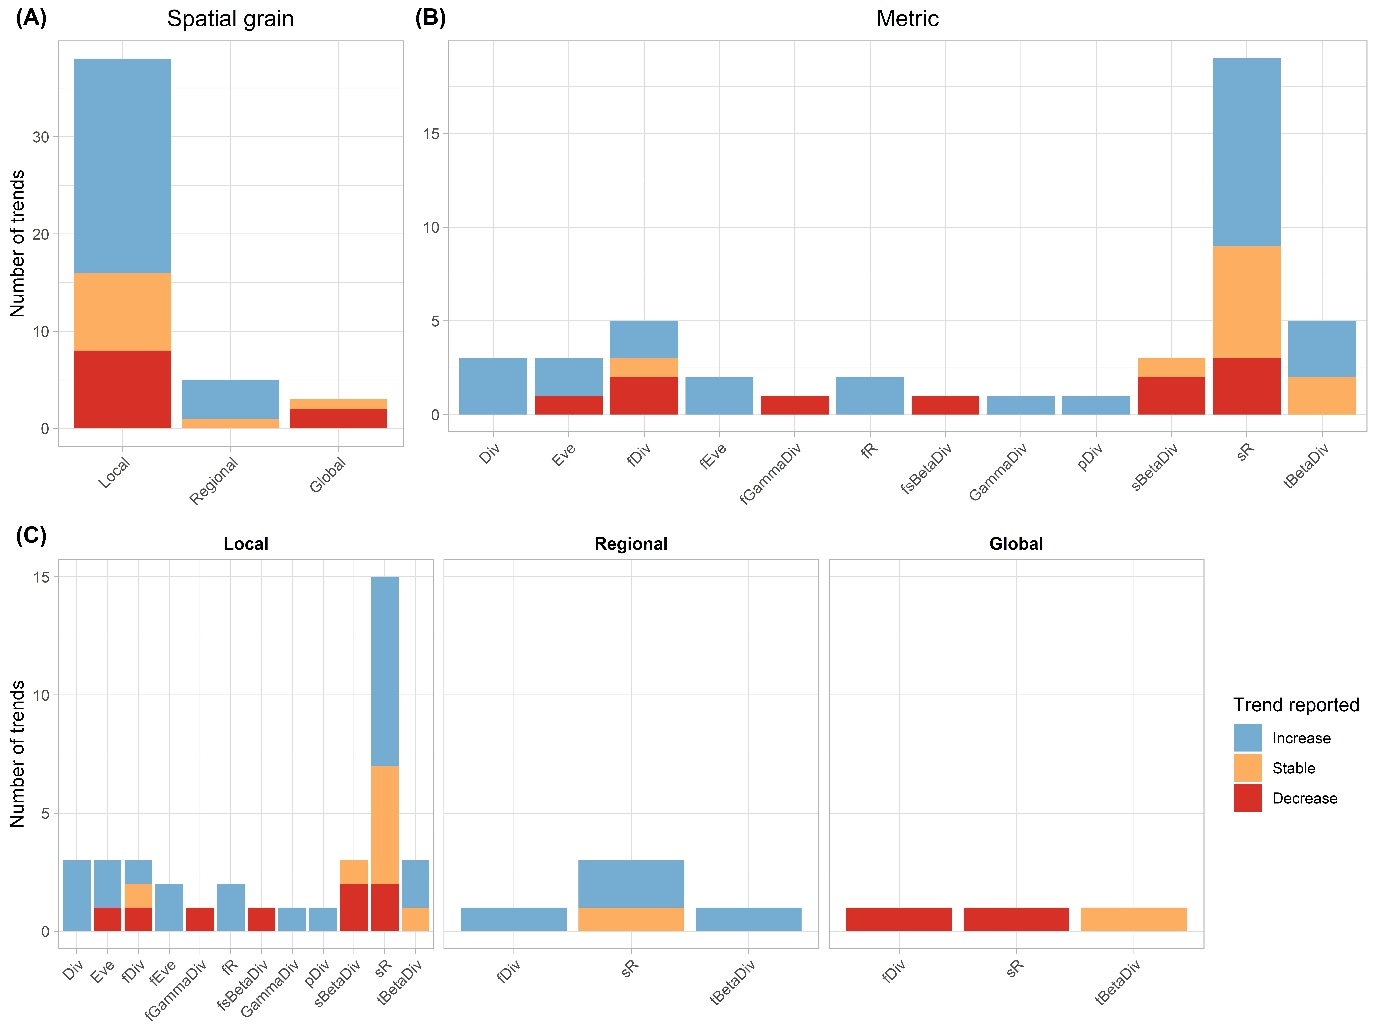 (A) Spatial grain
Number of trends
30
20
10
0
Local
Regional
Global
(B) Metric
15
10
5
0
Div
Eve
fDiv
fEve
fGammaDiv
fR
fsBetaDiv
GammaDiv
pDiv
sBetaDiv
sR
tBetaDiv
(C)
Local
Number of trends
15
10
5
0
Div
Eve
fDiv
fEve
fGammaDiv
fR
fsBetaDiv
GammaDiv
pDiv
sBetaDiv
sR
tBetaDiv
Regional
fDiv
sR
tBetaDiv
Global
fDiv
sR
tBetaDiv
Trend reported
Increase
Stable
Decrease